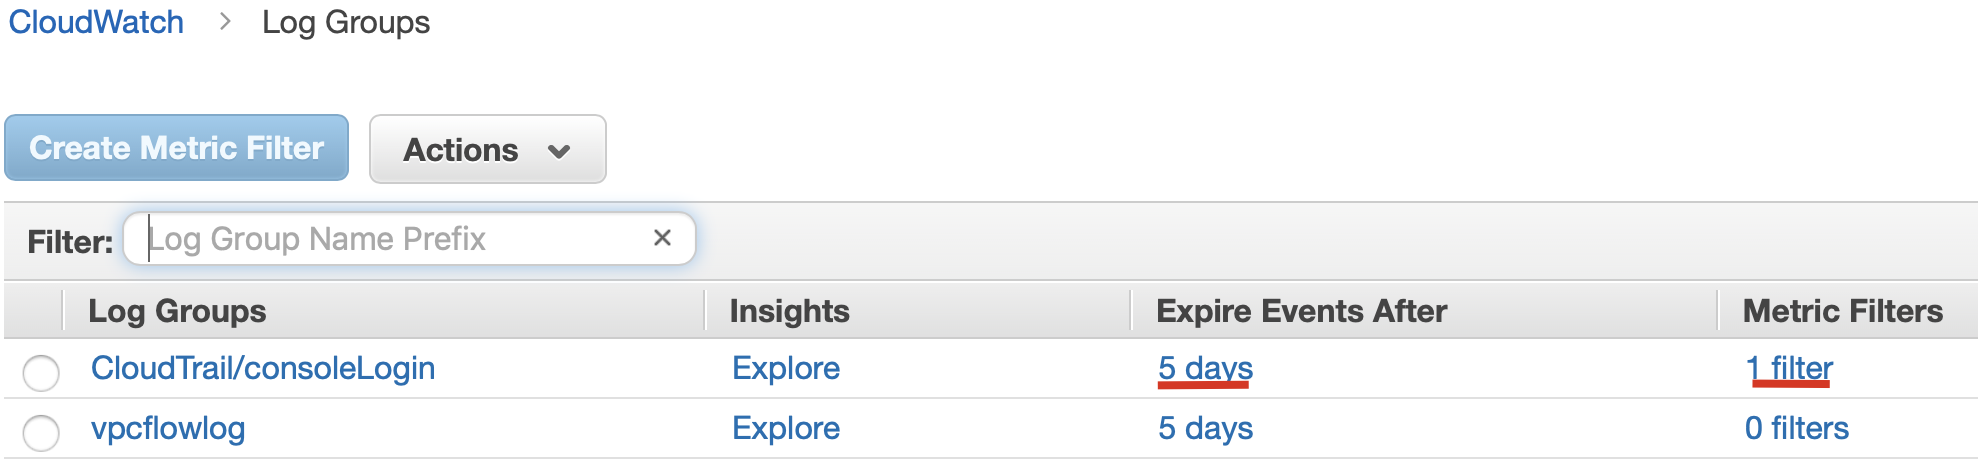 CloudWatch > Log Groups
Create Metric Filter Actions
Filter: Log Group Name Prefix ×
Log Groups Insights Expire Events After Metric Filters
CloudTrail/consoleLogin Explore 5 days 1 filter
vpcflowlog Explore 5 days 0 filters